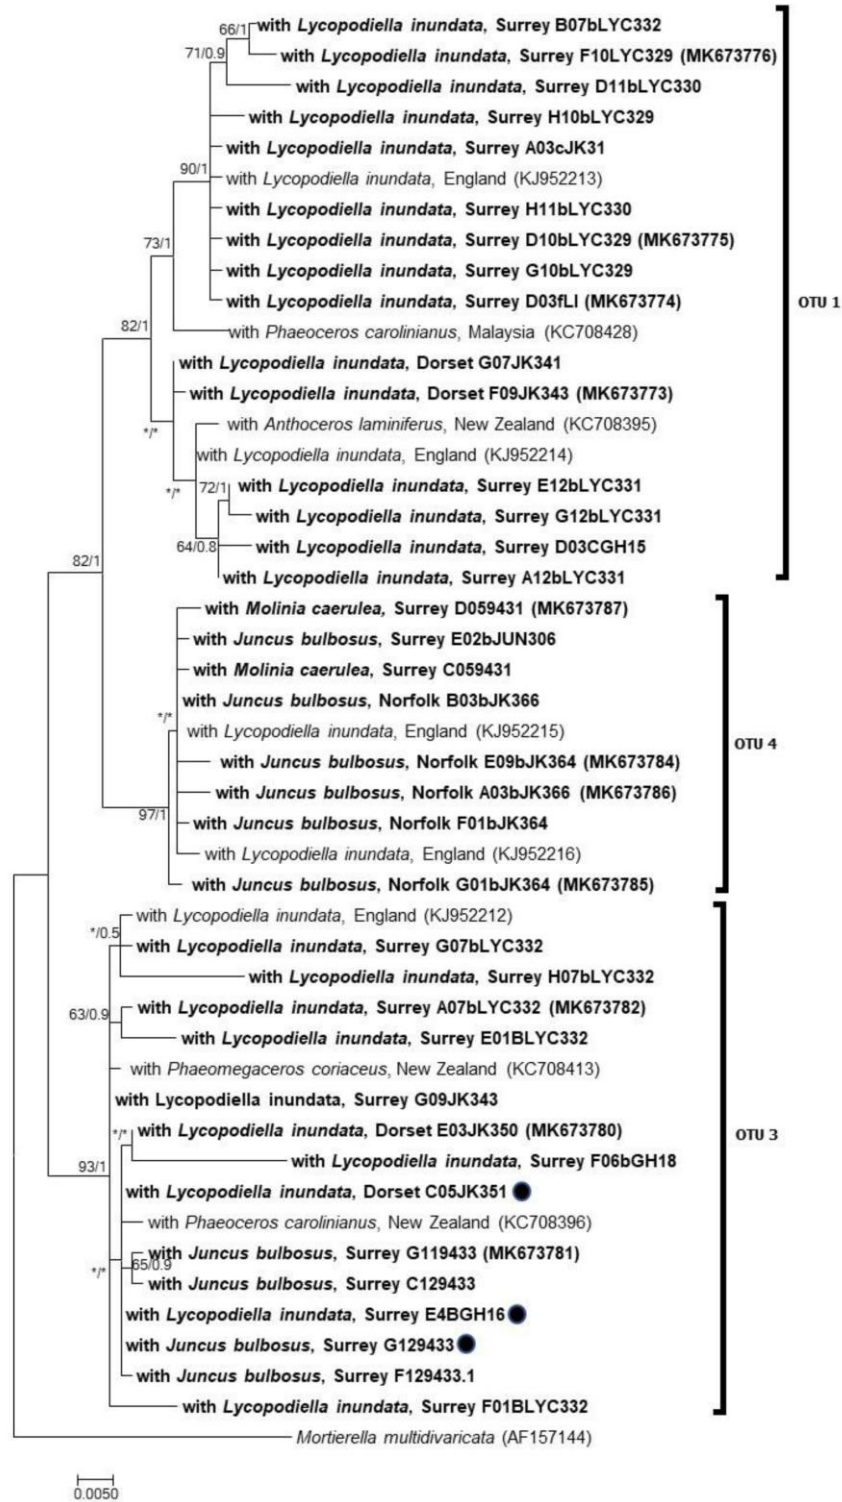 66/1
with Lycopodiella inundata, Surrey B07bLYC332
71/0.9
with Lycopodiella inundata, Surrey F10LYC329 (MK673776)
with Lycopodiella inundata, Surrey D11bLYC330
with Lycopodiella inundata, Surrey H10bLYC329
with Lycopodiella inundata, Surrey A03cJK31
90/1
with Lycopodiella inundata, England (KJ952213)
with Lycopodiella inundata, Surrey H11bLYC330
73/1
with Lycopodiella inundata, Surrey D10bLYC329 (MK673775)
with Lycopodiella inundata, Surrey G10bLYC329
with Lycopodiella inundata, Surrey D03fLI (MK673774)
OTU 1
82/1
with Phaeoceros carolinianus, Malaysia (KC708428)
with Lycopodiella inundata, Dorset G07JK341
with Lycopodiella inundata, Dorset F09JK343 (MK673773)
*/*
with Anthoceros laminiferus, New Zealand (KC708395)
with Lycopodiella inundata, England (KJ952214)
*/*
72/1
with Lycopodiella inundata, Surrey E12bLYC331
with Lycopodiella inundata, Surrey G12bLYC331
64/0.8
with Lycopodiella inundata, Surrey D03CGH15
82/1
with Lycopodiella inundata, Surrey A12bLYC331
with Molinia caerulea, Surrey D059431 (MK673787)
with Juncus bulbosus, Surrey E02bJUN306
with Molinia caerulea, Surrey C059431
with Juncus bulbosus, Norfolk B03bJK366
*/*
with Lycopodiella inundata, England (KJ952215)
OTU 4
with Juncus bulbosus, Norfolk E09bJK364 (MK673784)
with Juncus bulbosus, Norfolk A03bJK366 (MK673786)
97/1
with Juncus bulbosus, Norfolk F01bJK364
with Lycopodiella inundata, England (KJ952216)
with Juncus bulbosus, Norfolk G01bJK364 (MK673785)
with Lycopodiella inundata, England (KJ952212)
*/0.5
with Lycopodiella inundata, Surrey G07bLYC332
with Lycopodiella inundata, Surrey H07bLYC332
63/0.9
with Lycopodiella inundata, Surrey A07bLYC332 (MK673782)
with Lycopodiella inundata, Surrey E01BLYC332
with Phaeomegaceros coriaceus, New Zealand (KC708413)
with Lycopodiella inundata, Surrey G09JK343
*/*
with Lycopodiella inundata, Dorset E03JK350 (MK673780)
OTU 3
93/1
with Lycopodiella inundata, Surrey F06bGH18
with Lycopodiella inundata, Dorset C05JK351
with Phaeoceros carolinianus, New Zealand (KC708396)
with Juncus bulbosus, Surrey G119433 (MK673781)
*/*
65/0.9
with Juncus bulbosus, Surrey C129433
with Lycopodiella inundata, Surrey E4BGH16
with Juncus bulbosus, Surrey G129433
with Juncus bulbosus, Surrey F129433.1
with Lycopodiella inundata, Surrey F01BLYC332
Mortierella multidivaricata (AF157144)
0.0050